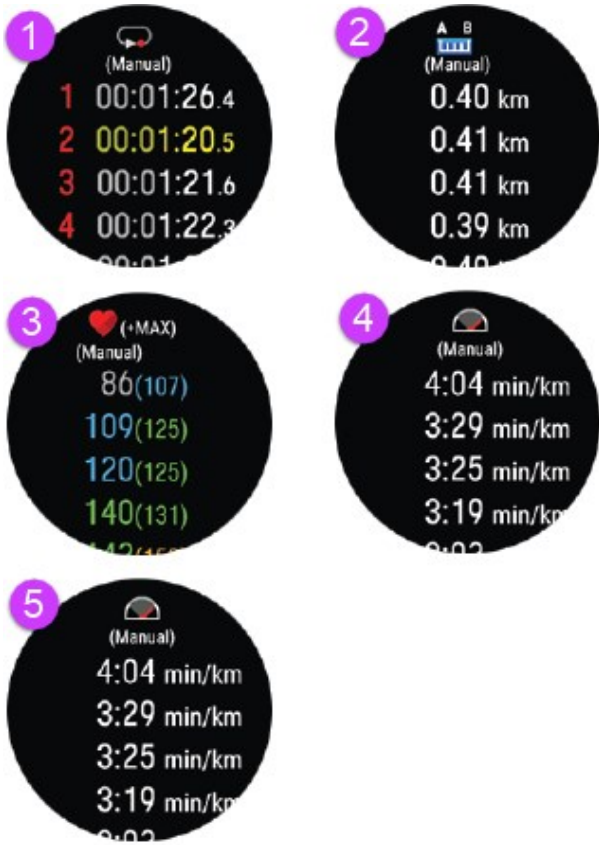 1
(Manual)
1 00:01:26.4
2 00:01:20.5
3 00:01:21.6
4 00:01:22.3
2
A B
(Manual)
0.40 km
0.41 km
0.41 km
0.39 km
3
(+MAX)
(Manual)
86(107)
109(125)
120(125)
140(131)
4
(Manual)
4:04 min/km
3:29 min/km
3:25 min/km
3:19 min/km
5
(Manual)
4:04 min/km
3:29 min/km
3:25 min/km
3:19 min/km